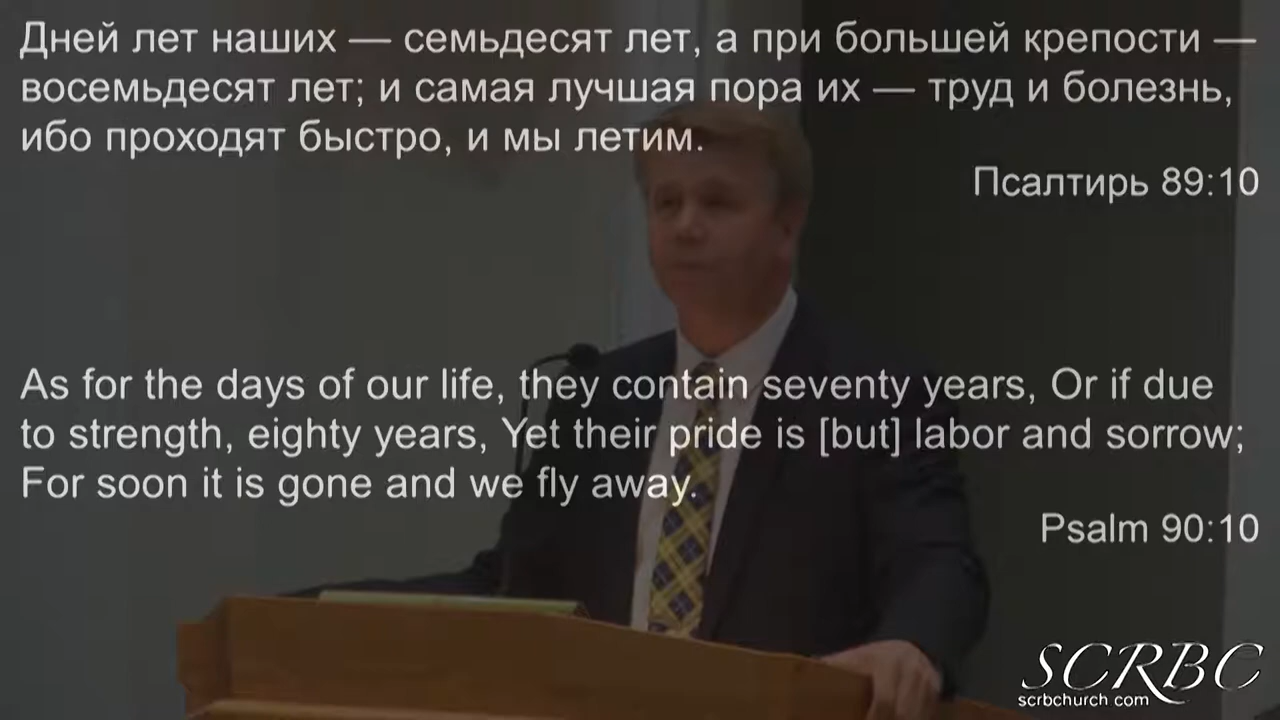 Дней лет наших — семьдесят лет, а при большей крепости —
восемьдесят лет; и самая лучшая пора их — труд и болезнь,
ибо проходят быстро, и мы летим.
Псалтирь 89:10
As for the days of our life, they contain seventy years, Or if due
to strength, eighty years, Yet their pride is [but] labor and sorrow;
For soon it is gone and we fly away.
Psalm 90:10
SCRBC
scrbchurch.com